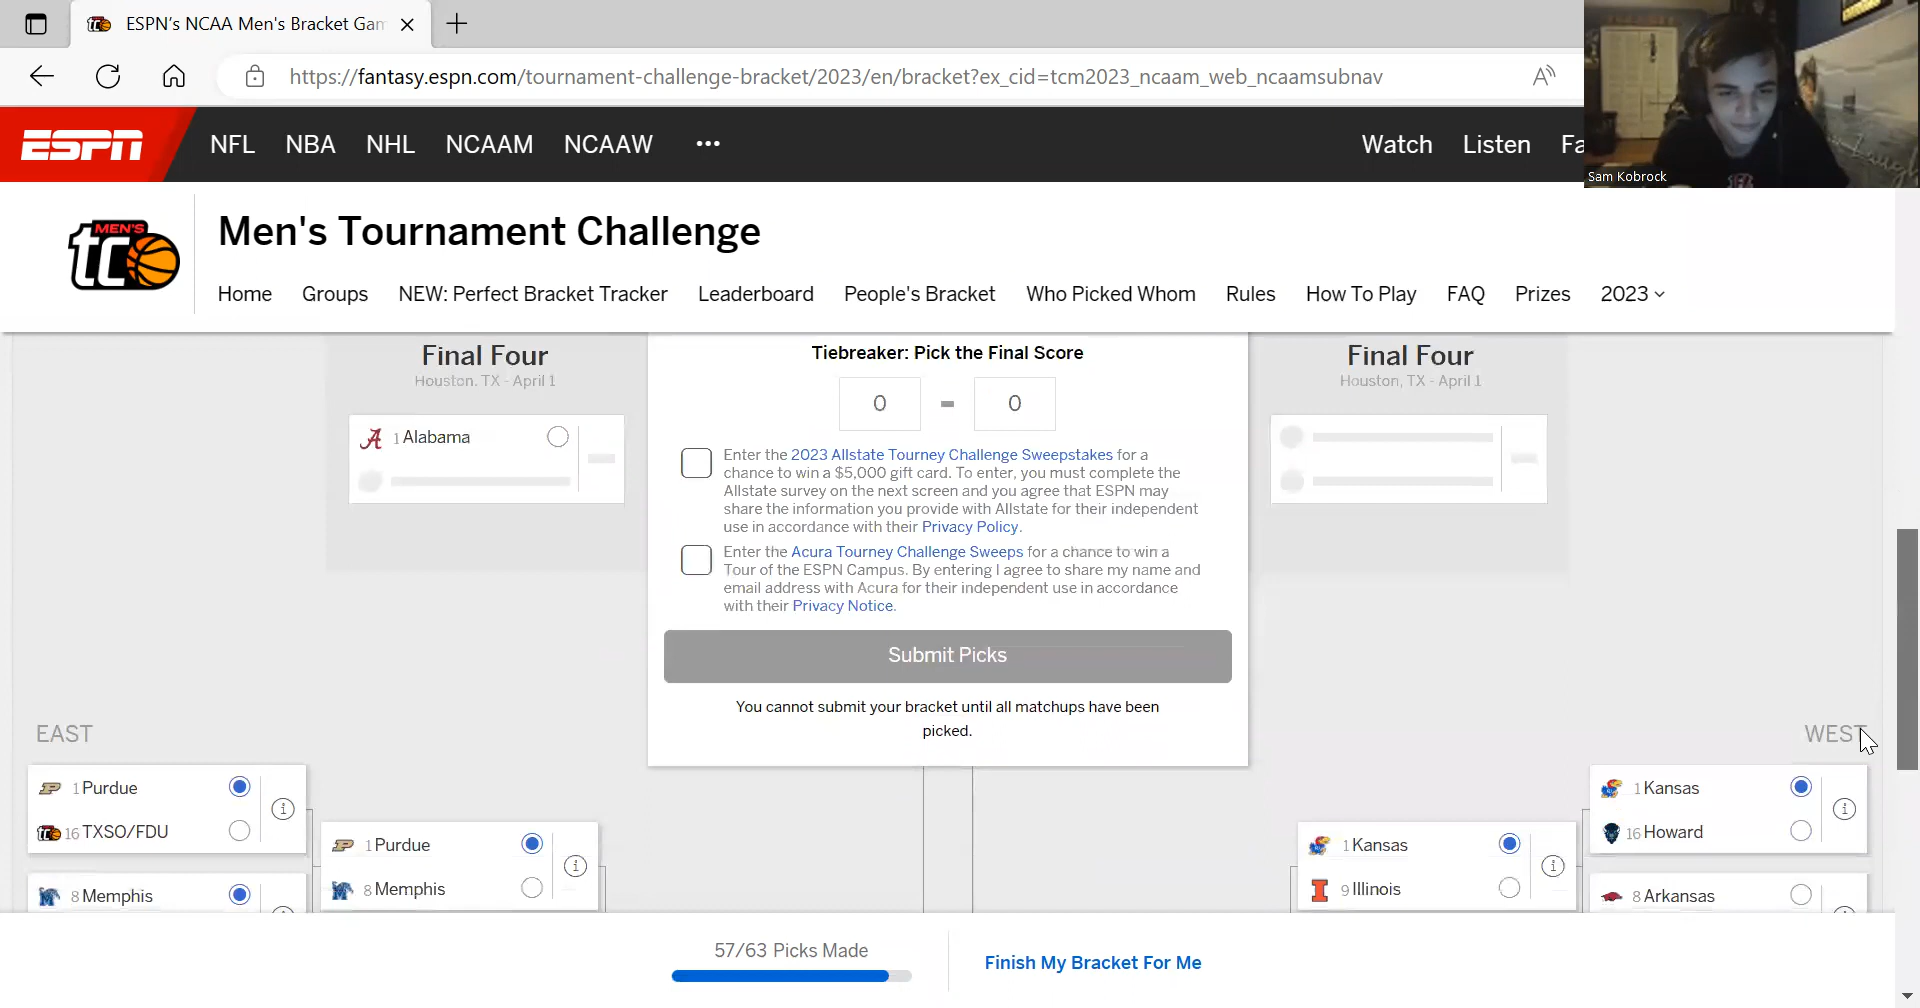 ESPN's NCAA Men's Bracket Gam
https://fantasy.espn.com/tournament-challenge-bracket/2023/en/bracket?ex_cid=tcm2023_ncaam_web_ncaamsubnav
ESPN NFL NBA NHL NCAAM NCAAW ••• Watch Listen Fa
Sam Kobrock
MEN'S tc
Men's Tournament Challenge
Home Groups NEW: Perfect Bracket Tracker Leaderboard People's Bracket Who Picked Whom Rules How To Play FAQ Prizes 2023
Final Four
Houston, TX - April 1
1 Alabama
Tiebreaker: Pick the Final Score
0 - 0
Enter the 2023 Allstate Tourney Challenge Sweepstakes for a
chance to win a $5,000 gift card. To enter, you must complete the
Allstate survey on the next screen and you agree that ESPN may
share the information you provide with Allstate for their independent
use in accordance with their Privacy Policy.
Enter the Acura Tourney Challenge Sweeps for a chance to win a
Tour of the ESPN Campus. By entering I agree to share my name and
email address with Acura for their independent use in accordance
with their Privacy Notice.
Submit Picks
You cannot submit your bracket until all matchups have been
picked.
Final Four
Houston, TX - April 1
EAST
1 Purdue
16 TXSO/FDU
8 Memphis
1 Purdue
8 Memphis
WEST
1 Kansas
9 Illinois
1 Kansas
16 Howard
8 Arkansas
57/63 Picks Made
Finish My Bracket For Me